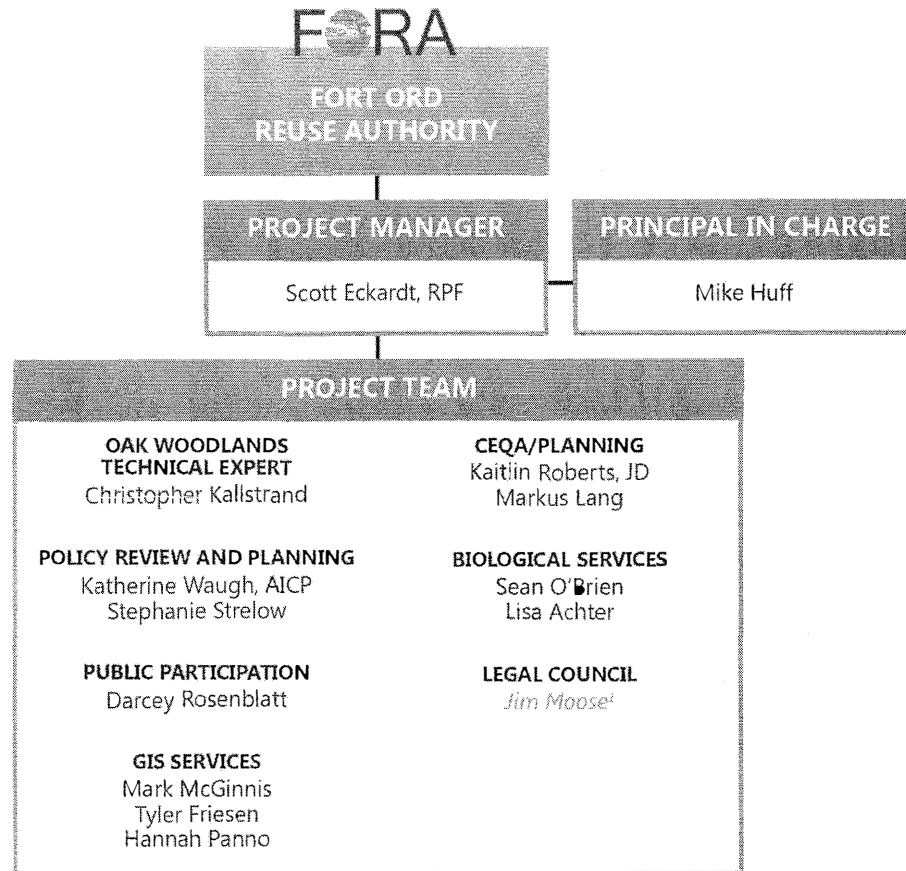 FORA
FORT ORD
REUSE AUTHORITY
PROJECT MANAGER
Scott Eckardt, RPF
PRINCIPAL IN CHARGE
Mike Huff
PROJECT TEAM
OAK WOODLANDS
TECHNICAL EXPERT
Christopher Kallstrand
POLICY REVIEW AND PLANNING
Katherine Waugh, AICP
Stephanie Strelow
PUBLIC PARTICIPATION
Darcey Rosenblatt
GIS SERVICES
Mark McGinnis
Tyler Friesen
Hannah Panno
CEQA/PLANNING
Kaitlin Roberts, JD
Markus Lang
BIOLOGICAL SERVICES
Sean O'Brien
Lisa Achter
LEGAL COUNCIL
Jim Moose¹